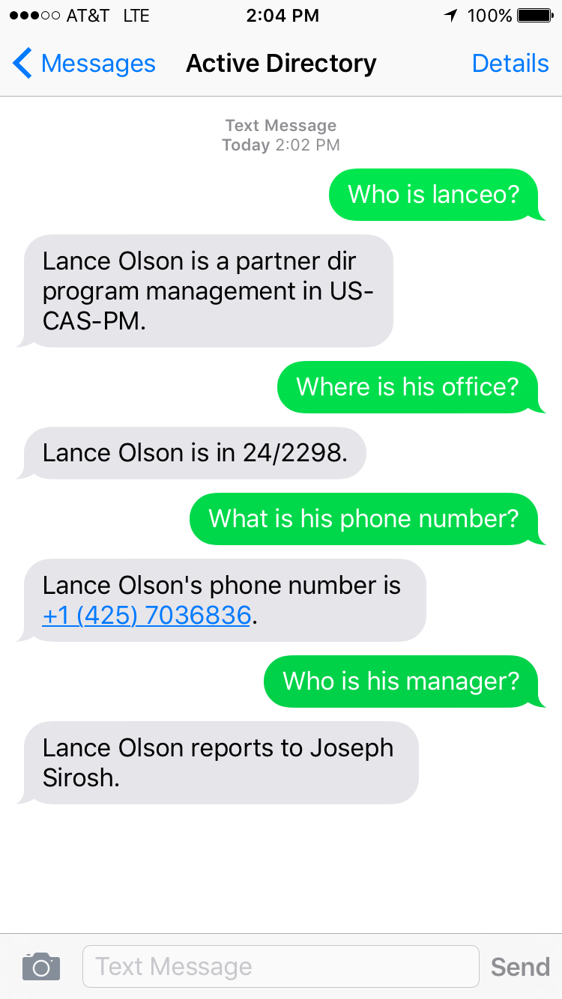 AT&T LTE 2:04 PM 100%
Messages Active Directory Details
Text Message
Today 2:02 PM
Who is lanceo?
Lance Olson is a partner dir
program management in US-
CAS-PM.
Where is his office?
Lance Olson is in 24/2298.
What is his phone number?
Lance Olson's phone number is
+1 (425) 7036836.
Who is his manager?
Lance Olson reports to Joseph
Sirosh.
Text Message Send